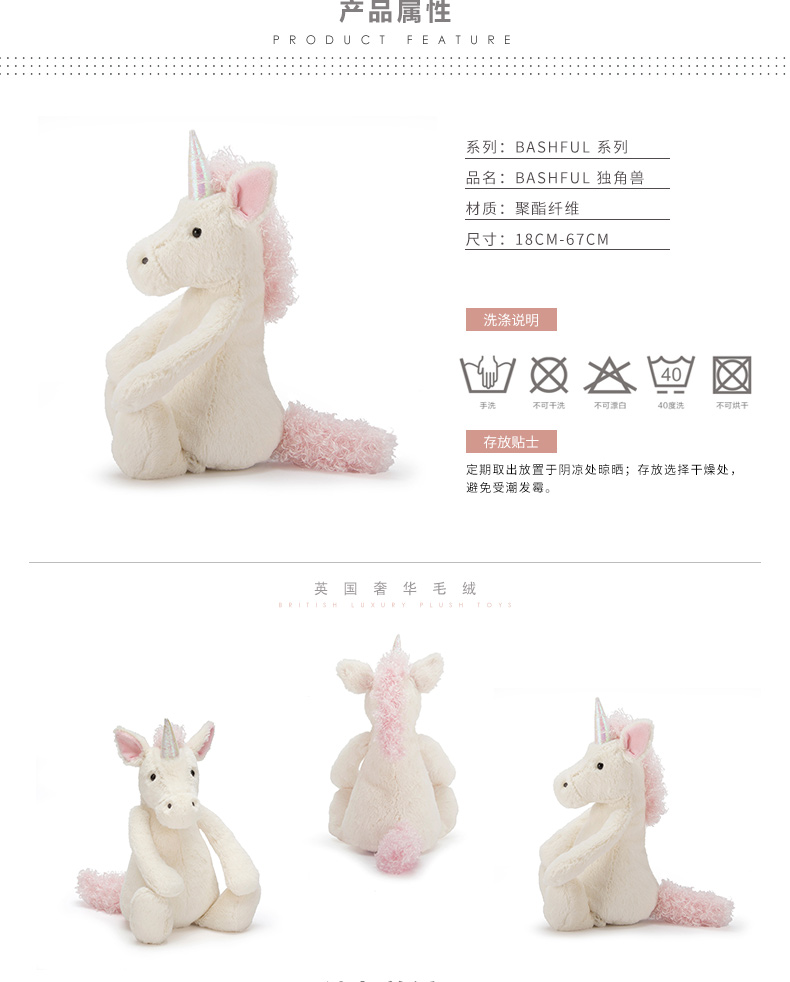 产品属性
PRODUCT FEATURE
系列：BASHFUL 系列
品名：BASHFUL 独角兽
材质：聚酯纤维
尺寸：18CM-67CM
洗涤说明
40
手洗 不可干洗 不可漂白 40度洗 不可烘干
存放贴士
定期取出放置于阴凉处晾晒；存放选择干燥处，
避免受潮发霉。
英国奢华毛绒
BRITISH LUXURY PLUSH TOYS